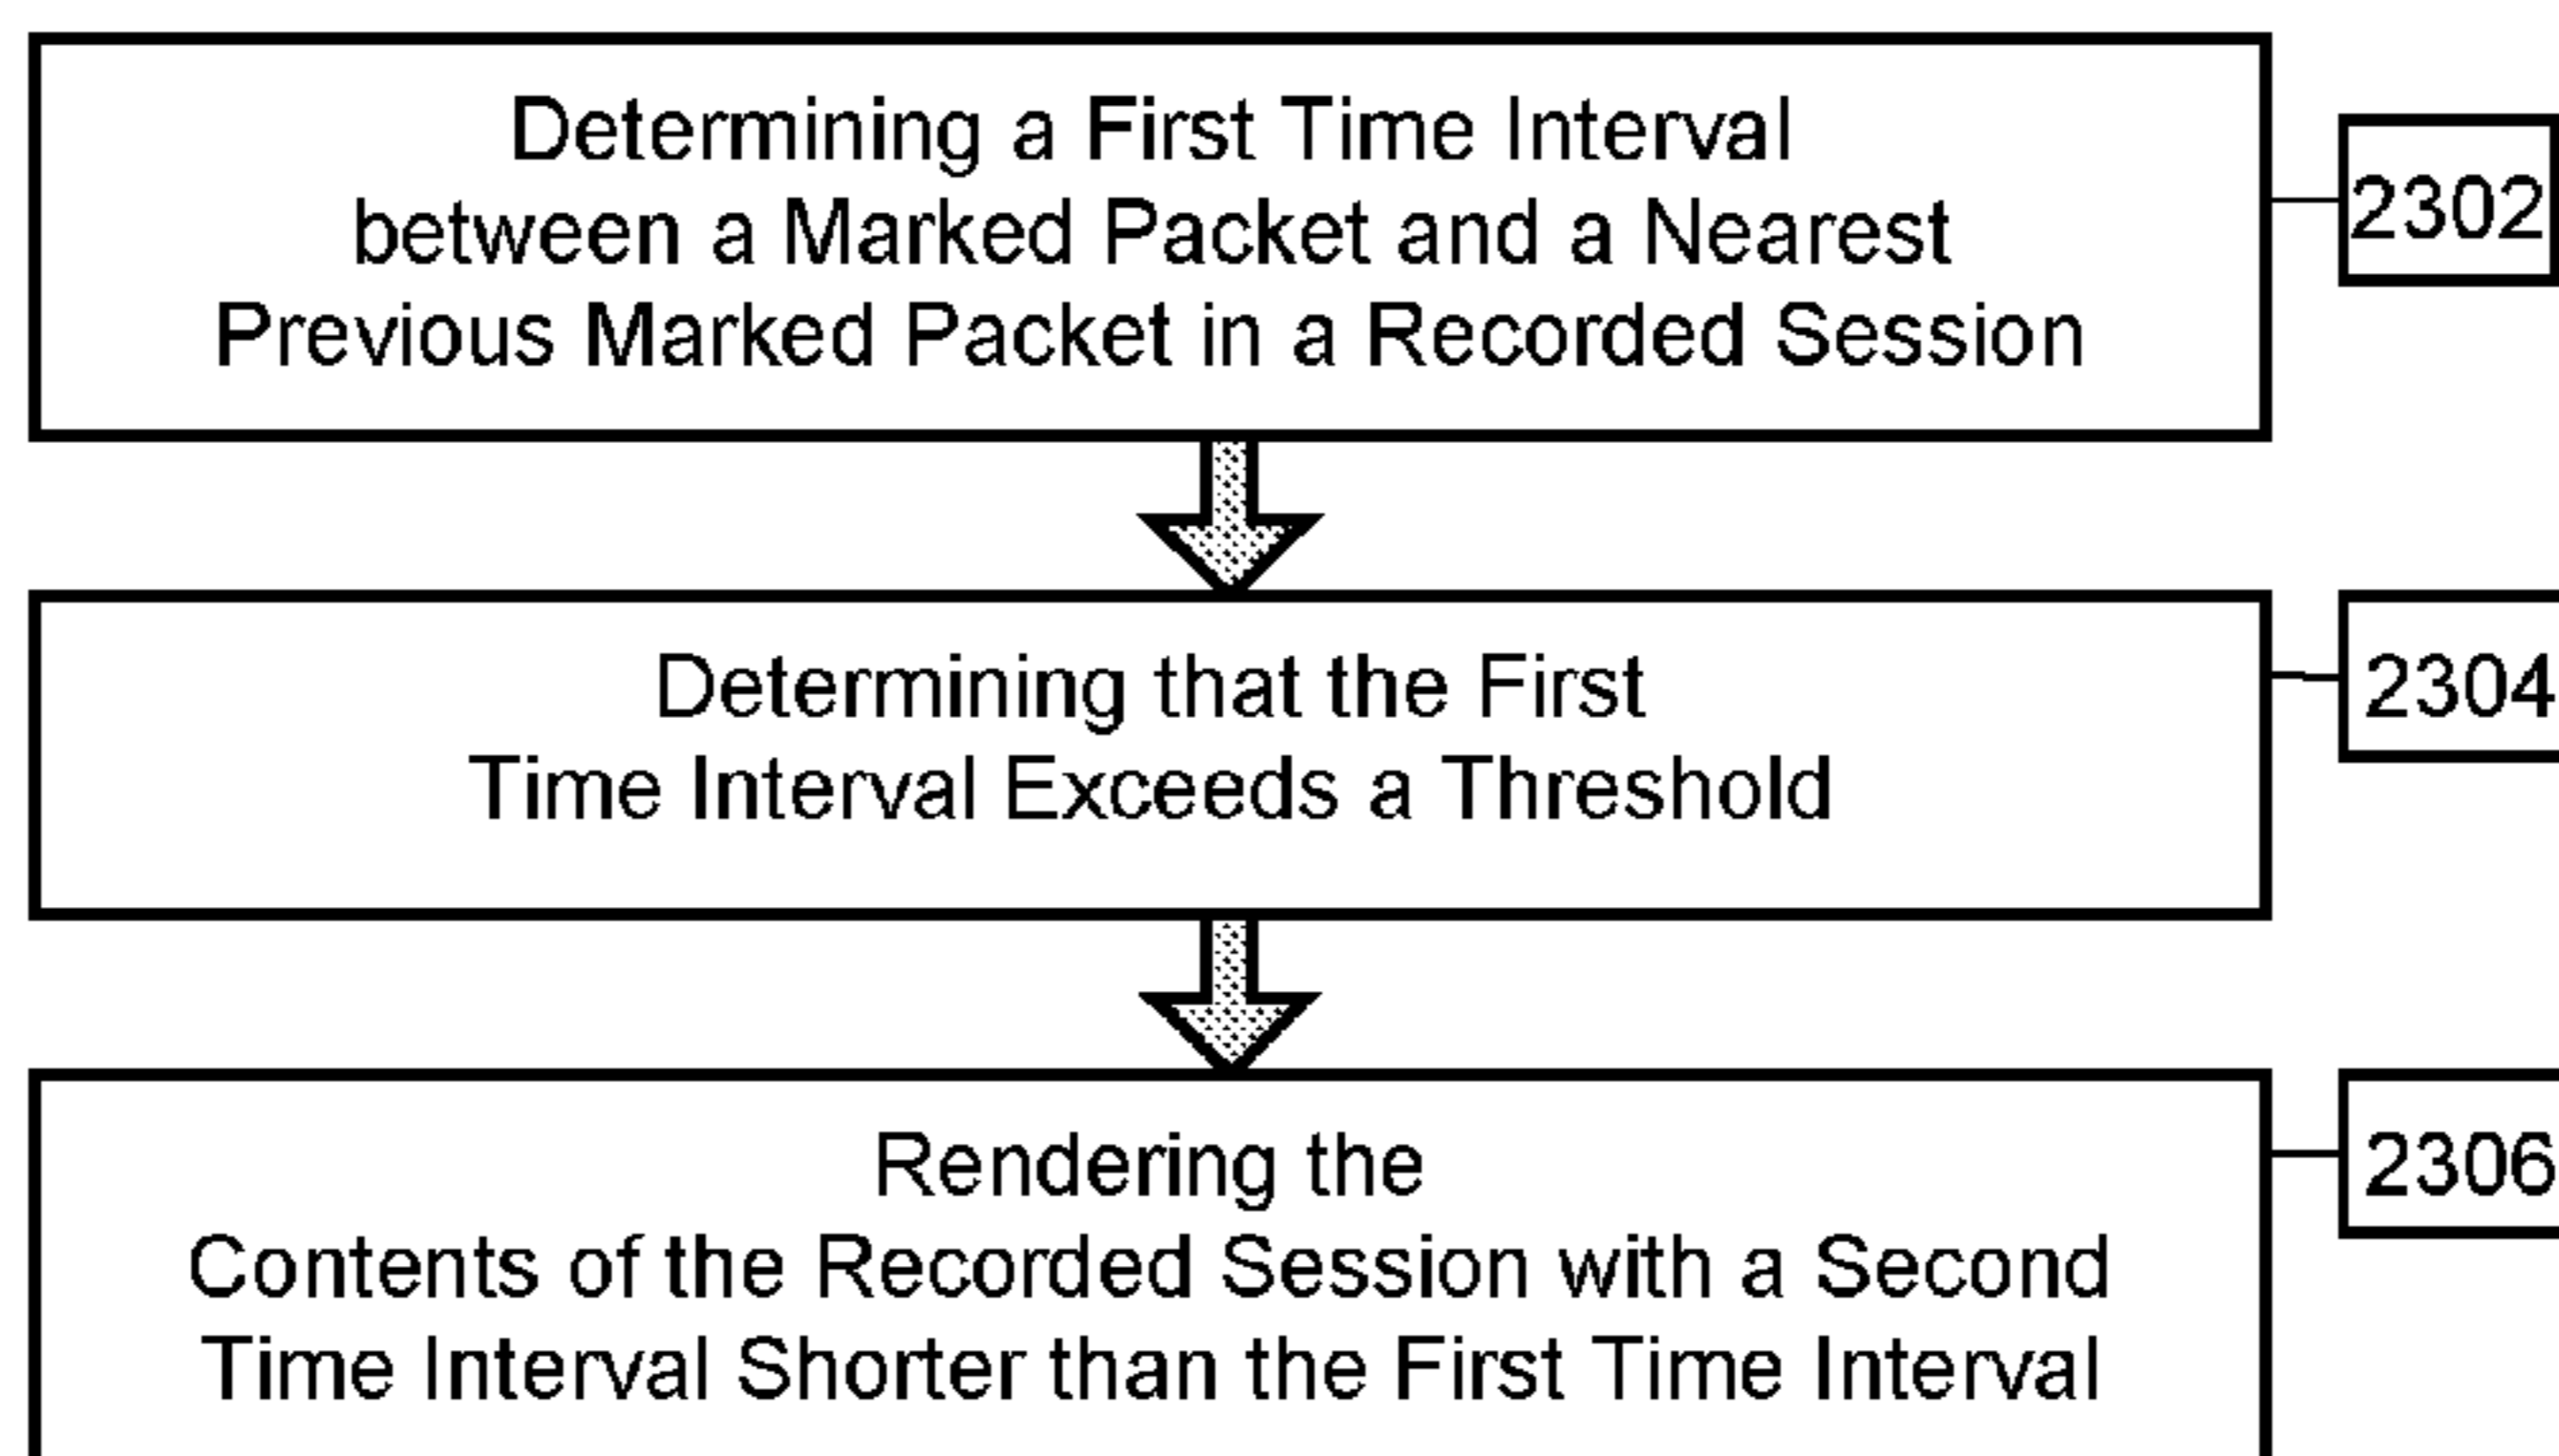 Determining a First Time Interval
between a Marked Packet and a Nearest
Previous Marked Packet in a Recorded Session
2302
Determining that the First
Time Interval Exceeds a Threshold
2304
Rendering the
Contents of the Recorded Session with a Second
Time Interval Shorter than the First Time Interval
2306